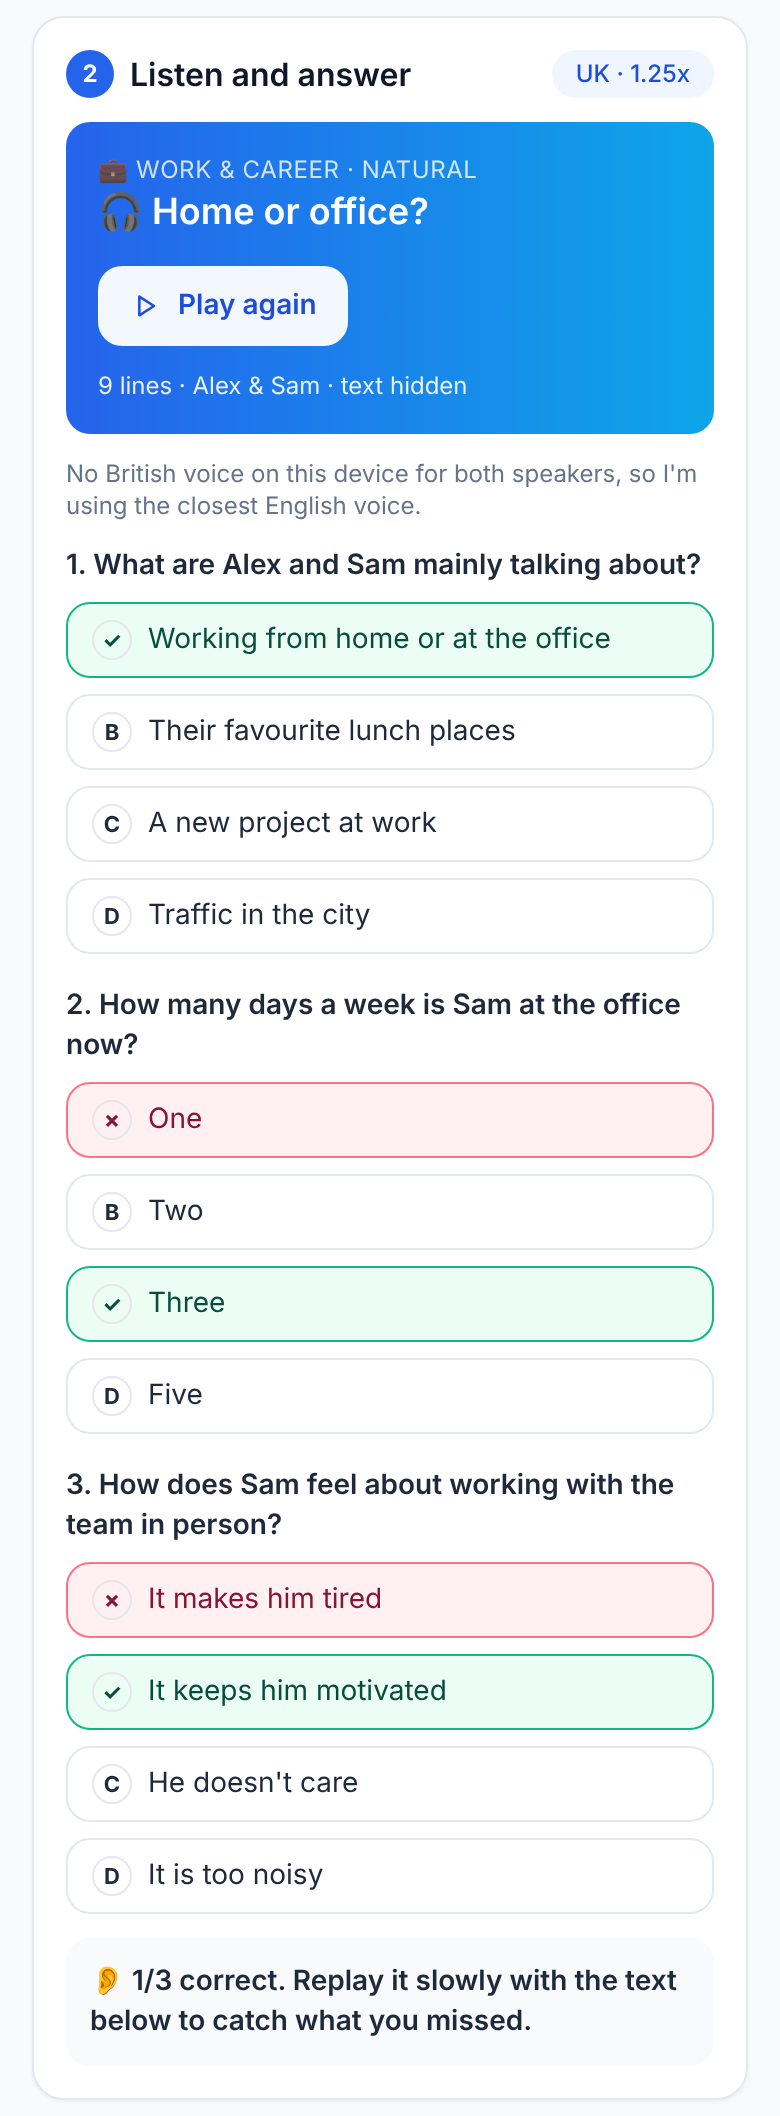 2 Listen and answer UK · 1.25x
💼 WORK & CAREER · NATURAL
🎧 Home or office?
Play again
9 lines · Alex & Sam · text hidden
No British voice on this device for both speakers, so I'm
using the closest English voice.
1. What are Alex and Sam mainly talking about?
✓ Working from home or at the office
B Their favourite lunch places
C A new project at work
D Traffic in the city
2. How many days a week is Sam at the office
now?
× One
B Two
✓ Three
D Five
3. How does Sam feel about working with the
team in person?
× It makes him tired
✓ It keeps him motivated
C He doesn't care
D It is too noisy
👂 1/3 correct. Replay it slowly with the text
below to catch what you missed.